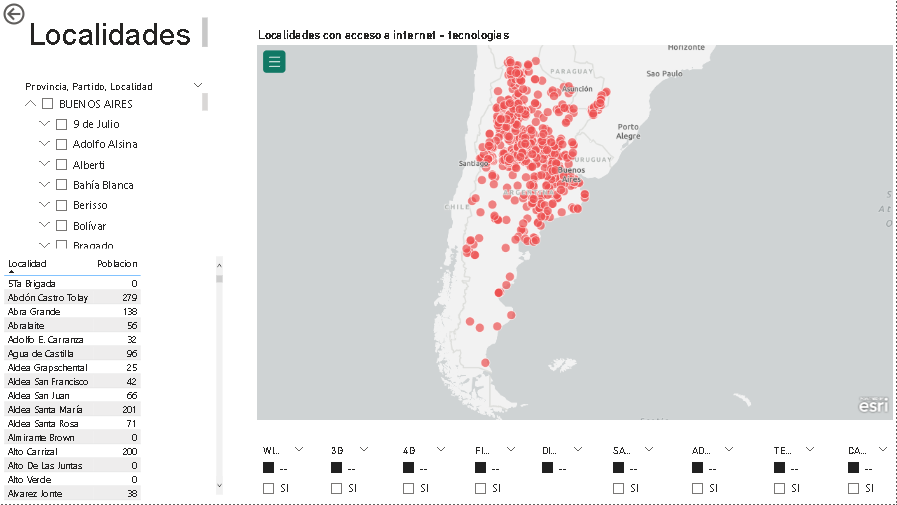 Localidades
Provincia, Partido, Localidad
BUENOS AIRES
9 de Julio
Adolfo Alsina
Alberti
Bahía Blanca
Berisso
Bolívar
Bragado
Localidad Poblacion
5Ta Brigada 0
Abdón Castro Tolay 279
Abra Grande 138
Abralaite 56
Adolfo E. Carranza 32
Agua de Castilla 96
Aldea Grapschental 25
Aldea San Francisco 42
Aldea San Juan 66
Aldea Santa María 201
Aldea Santa Rosa 71
Almirante Brown 0
Alto Carrizal 200
Alto De Las Juntas 0
Alto Verde 0
Alvarez Jonte 38
Localidades con acceso a internet - tecnologías
Horizonte
PARAGUAY
Sao Paulo
Asunción
Porto
Alegre
Santiago
URUGUAY
Buenos
Aires
ARGENTINA
CHILE
S
At
O
esri
WI... 3G 4G FI... DI... SA... AD... TE... CA...
-- -- -- -- -- -- -- -- --
SI SI SI SI SI SI SI SI